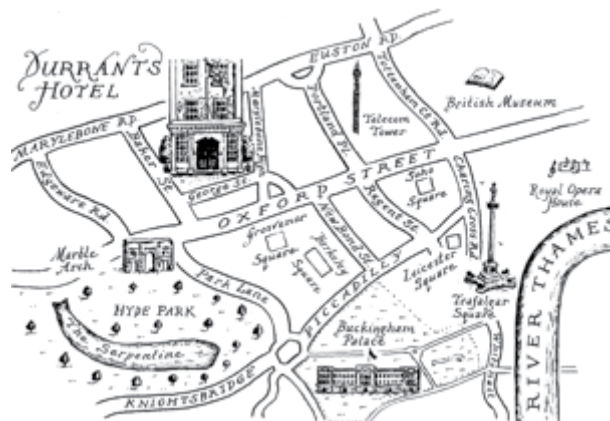 DURRANTS
HOTEL
EUSTON RD.
MARYLEBONE RD.
Tottenham Ct Rd.
British Museum
Telecom
Tower
Portland Pl.
Baker St.
Edgeware Rd.
George St.
OXFORD STREET
Soho
Square
Charing Cross Rd.
Royal Opera
House
Regent St.
New Bond St.
Grosvenor
Square
Berkeley
Square
Marble
Arch
Park Lane
PICCADILLY
Leicester
Square
Trafalgar
Square
RIVER THAMES
HYDE PARK
The Serpentine
Buckingham
Palace
Whitehall
KNIGHTSBRIDGE